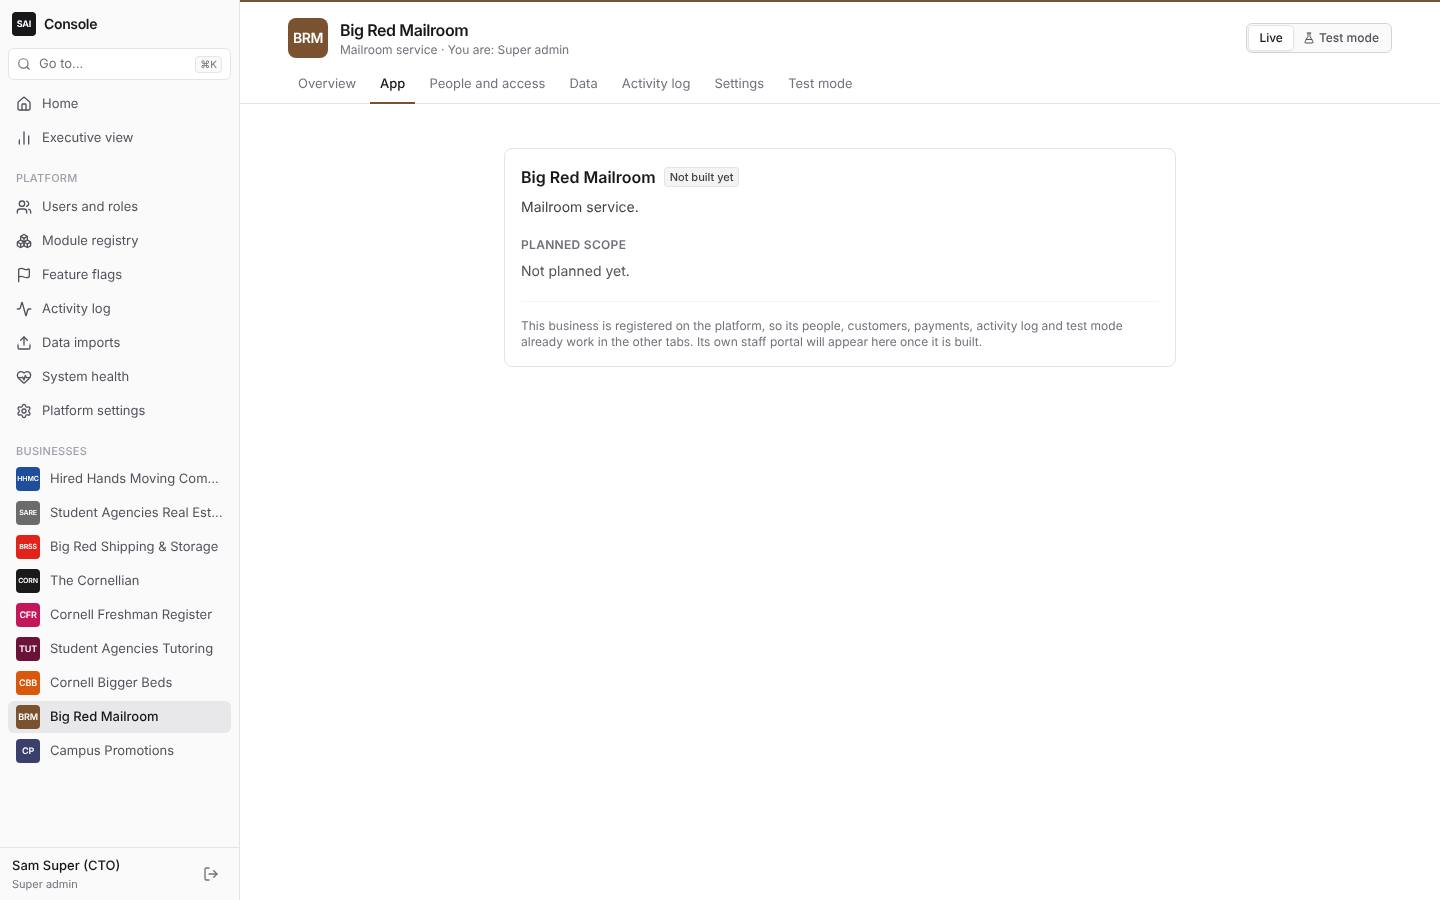 SAI Console
Go to... ⌘K
Home
Executive view
PLATFORM
Users and roles
Module registry
Feature flags
Activity log
Data imports
System health
Platform settings
BUSINESSES
HHMC Hired Hands Moving Com...
SARE Student Agencies Real Est...
BRSS Big Red Shipping & Storage
CORN The Cornellian
CFR Cornell Freshman Register
TUT Student Agencies Tutoring
CBB Cornell Bigger Beds
BRM Big Red Mailroom
CP Campus Promotions
Sam Super (CTO)
Super admin
BRM Big Red Mailroom
Mailroom service · You are: Super admin
Live Test mode
Overview App People and access Data Activity log Settings Test mode
Big Red Mailroom Not built yet
Mailroom service.
PLANNED SCOPE
Not planned yet.
This business is registered on the platform, so its people, customers, payments, activity log and test mode
already work in the other tabs. Its own staff portal will appear here once it is built.